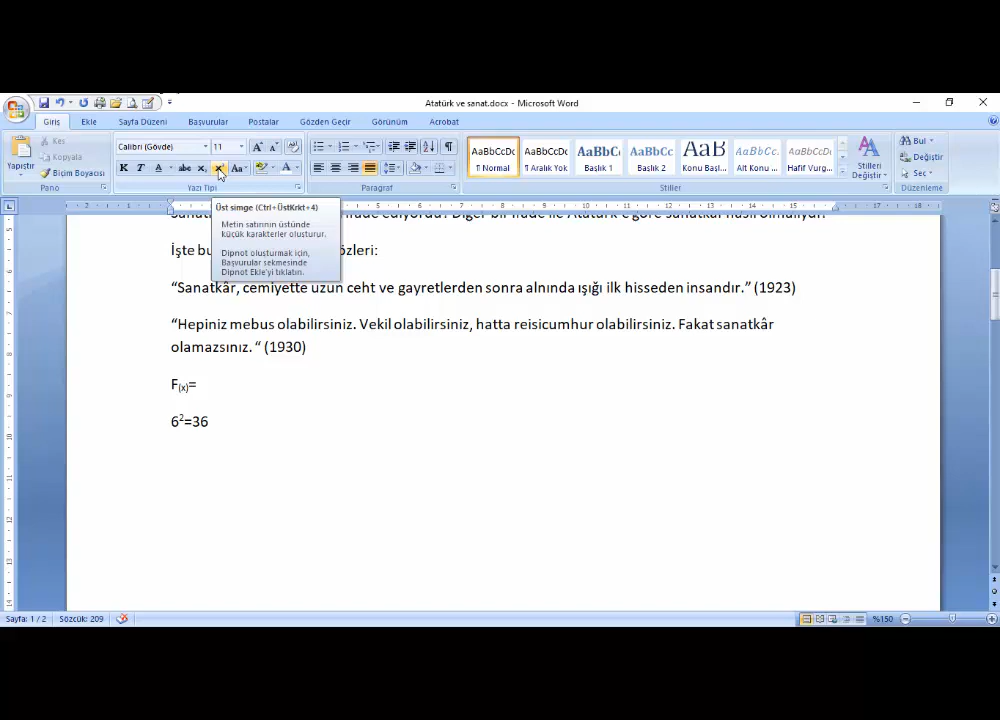 Atatürk ve sanat.docx - Microsoft Word
Giriş Ekle Sayfa Düzeni Başvurular Postalar Gözden Geçir Görünüm Acrobat
Yapıştır
Kes
Kopyala
Biçim Boyacısı
Pano
Calibri (Gövde) 11
K T A abc x₂ x² Aa A
Yazı Tipi
Paragraf
AaBbCcDc AaBbCcDc AaBbC AaBbCc AaB AaBbCc. AaBbCcDc
¶ Normal ¶ Aralık Yok Başlık 1 Başlık 2 Konu Başl... Alt Konu ... Hafif Vurg...
Stiller
Stilleri
Değiştir
Bul
Değiştir
Seç
Düzenleme
Üst simge (Ctrl+ÜstKrkt+4)
Metin satırının üstünde
küçük karakterler oluşturur.
Dipnot oluşturmak için,
Başvurular sekmesinde
Dipnot Ekle'yi tıklatın.
İşte bu
özleri:
“Sanatkâr, cemiyette uzun ceht ve gayretlerden sonra alnında ışığı ilk hisseden insandır.” (1923)
“Hepiniz mebus olabilirsiniz. Vekil olabilirsiniz, hatta reisicumhur olabilirsiniz. Fakat sanatkâr
olamazsınız. “ (1930)
F(x)=
6²=36
Sayfa: 1 / 2 Sözcük: 209 %150